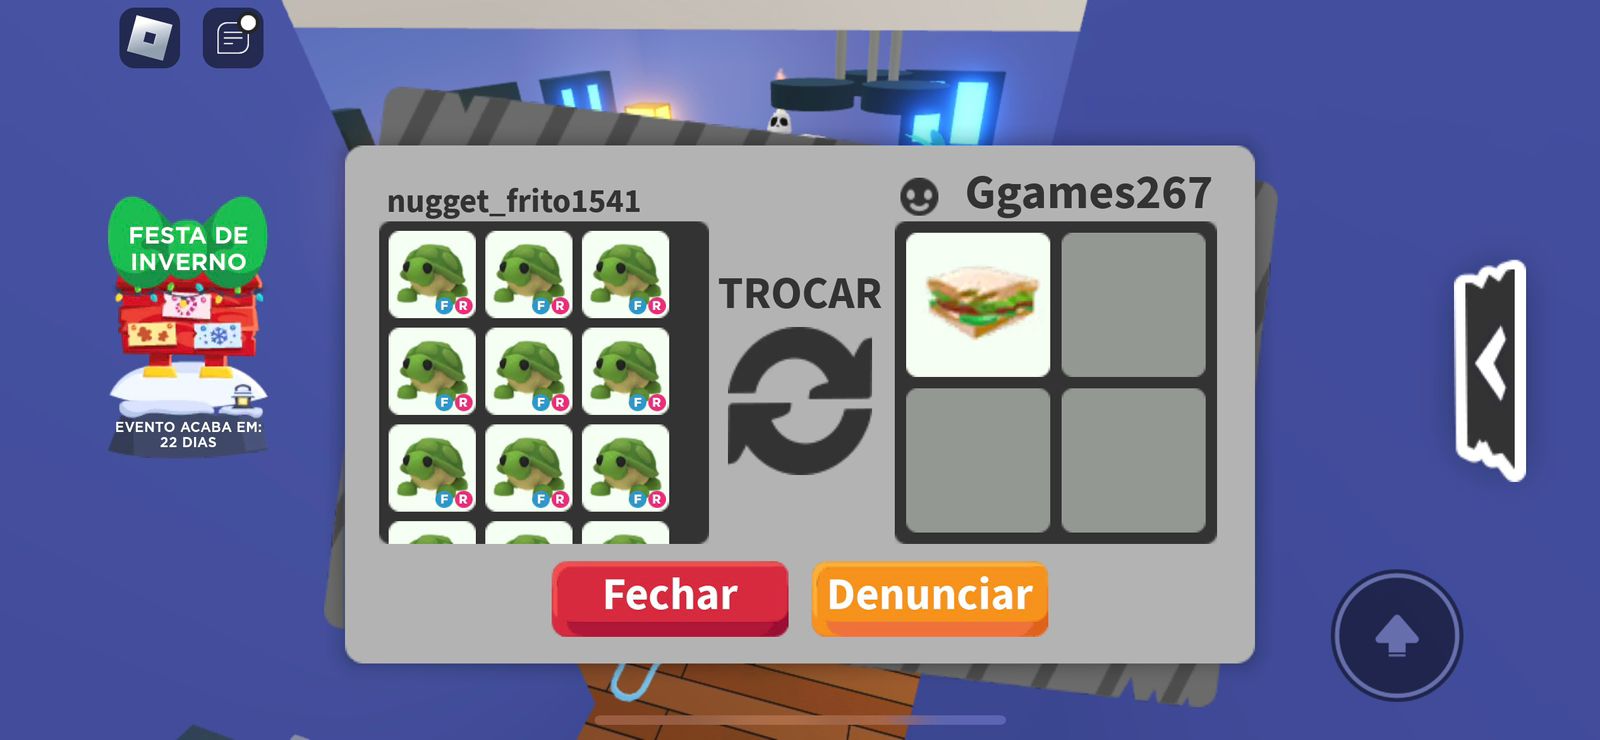 nugget_frito1541
Ggames267
FESTA DE
INVERNO
TROCAR
F R F R F R
F R F R F R
EVENTO ACABA EM:
22 DIAS
F R F R F R
Fechar
Denunciar